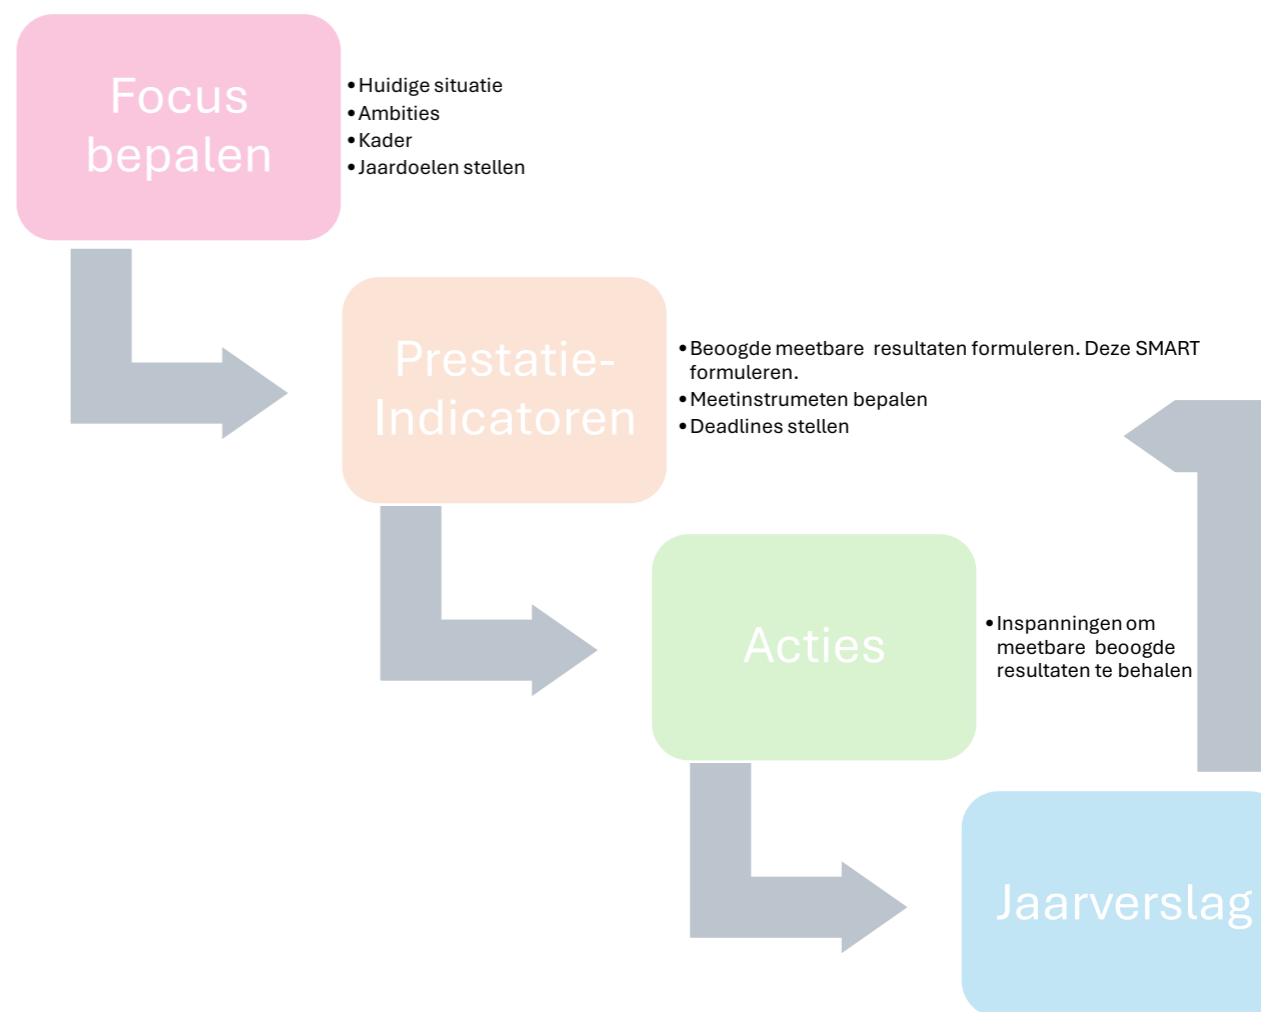 Focus
bepalen
•Huidige situatie
•Ambities
•Kader
•Jaardoelen stellen
Prestatie-
Indicatoren
•Beoogde meetbare  resultaten formuleren. Deze SMART
formuleren.
•Meetinstrumeten bepalen
•Deadlines stellen
Acties
•Inspanningen om
meetbare  beoogde
resultaten te behalen
Jaarverslag